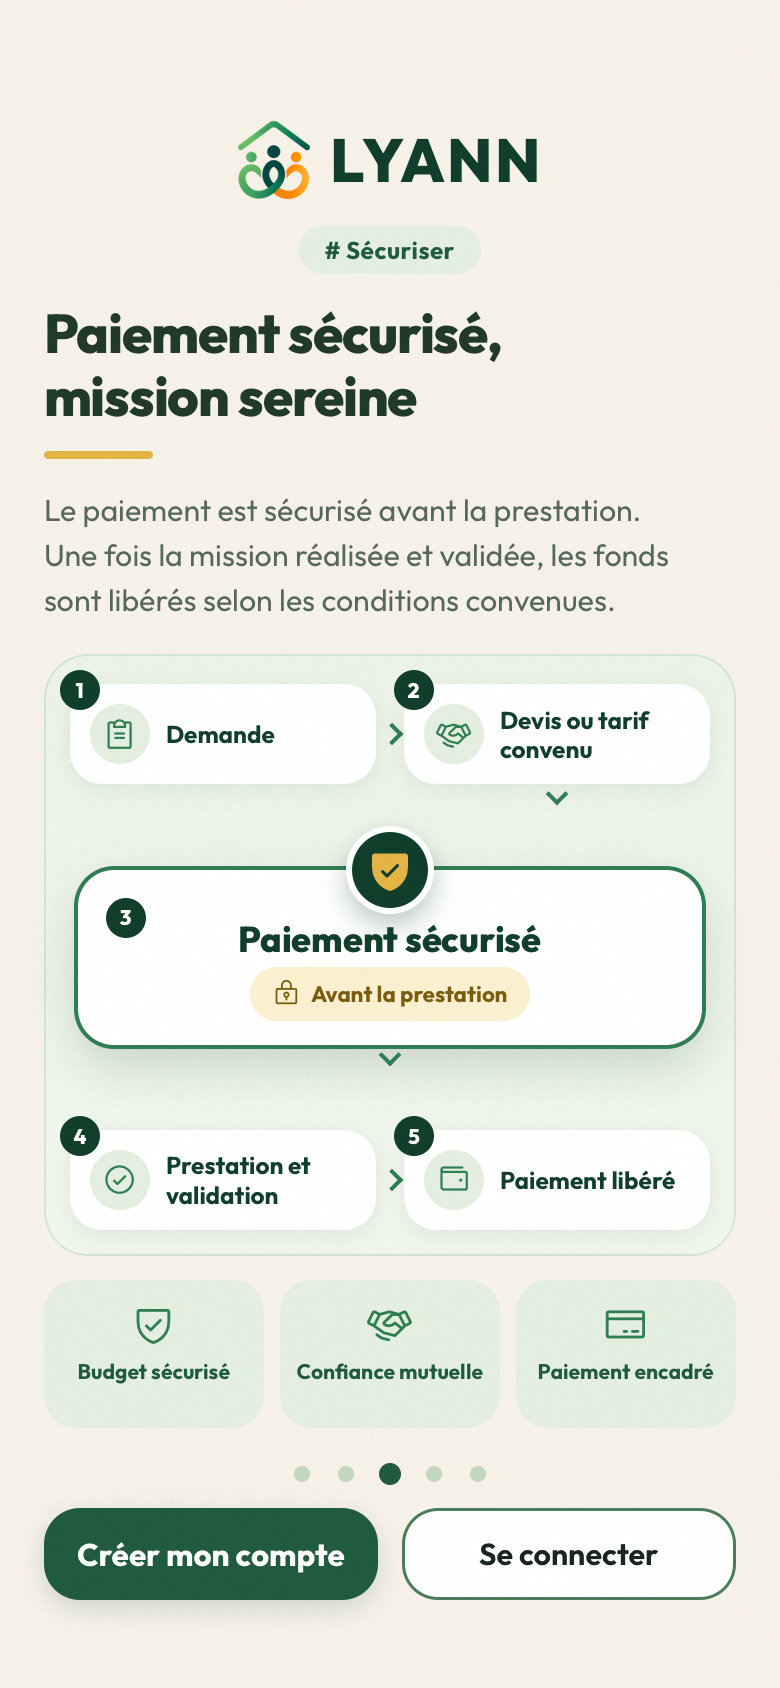 LYANN
# Sécuriser
Paiement sécurisé,
mission sereine
Le paiement est sécurisé avant la prestation.
Une fois la mission réalisée et validée, les fonds
sont libérés selon les conditions convenues.
1
Demande
2
Devis ou tarif
convenu
3
Paiement sécurisé
Avant la prestation
4
Prestation et
validation
5
Paiement libéré
Budget sécurisé
Confiance mutuelle
Paiement encadré
Créer mon compte
Se connecter